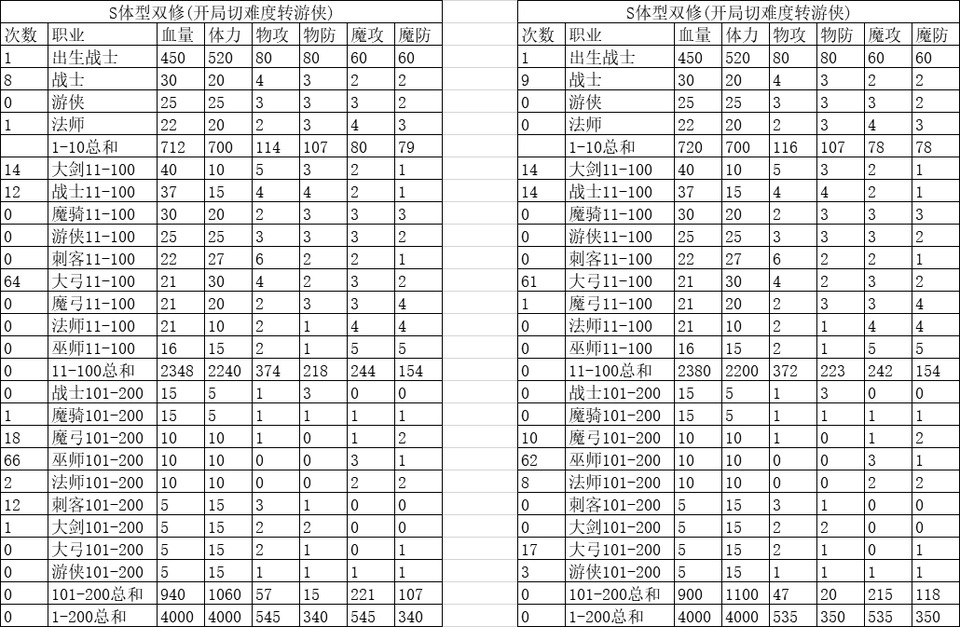 S体型双修(开局切难度转游侠)
次数 职业 血量 体力 物攻 物防 魔攻 魔防
1 出生战士 450 520 80 80 60 60
8 战士 30 20 4 3 2 2
0 游侠 25 25 3 3 3 2
1 法师 22 20 2 3 4 3
1-10总和 712 700 114 107 80 79
14 大剑11-100 40 10 5 3 2 1
12 战士11-100 37 15 4 4 2 1
0 魔骑11-100 30 20 2 3 3 3
0 游侠11-100 25 25 3 3 3 2
0 刺客11-100 22 27 6 2 2 1
64 大弓11-100 21 30 4 2 3 2
0 魔弓11-100 21 20 2 3 3 4
0 法师11-100 21 10 2 1 4 4
0 巫师11-100 16 15 2 1 5 5
0 11-100总和 2348 2240 374 218 244 154
0 战士101-200 15 5 1 3 0 0
1 魔骑101-200 15 5 1 1 1 1
18 魔弓101-200 10 10 1 0 1 2
66 巫师101-200 10 10 0 0 3 1
2 法师101-200 10 10 0 0 2 2
12 刺客101-200 5 15 3 1 0 0
1 大剑101-200 5 15 2 2 0 0
0 大弓101-200 5 15 2 1 0 1
0 游侠101-200 5 15 1 1 1 1
0 101-200总和 940 1060 57 15 221 107
0 1-200总和 4000 4000 545 340 545 340
S体型双修(开局切难度转游侠)
次数 职业 血量 体力 物攻 物防 魔攻 魔防
1 出生战士 450 520 80 80 60 60
9 战士 30 20 4 3 2 2
0 游侠 25 25 3 3 3 2
0 法师 22 20 2 3 4 3
1-10总和 720 700 116 107 78 78
14 大剑11-100 40 10 5 3 2 1
14 战士11-100 37 15 4 4 2 1
0 魔骑11-100 30 20 2 3 3 3
0 游侠11-100 25 25 3 3 3 2
0 刺客11-100 22 27 6 2 2 1
61 大弓11-100 21 30 4 2 3 2
1 魔弓11-100 21 20 2 3 3 4
0 法师11-100 21 10 2 1 4 4
0 巫师11-100 16 15 2 1 5 5
0 11-100总和 2380 2200 372 223 242 154
0 战士101-200 15 5 1 3 0 0
0 魔骑101-200 15 5 1 1 1 1
10 魔弓101-200 10 10 1 0 1 2
62 巫师101-200 10 10 0 0 3 1
8 法师101-200 10 10 0 0 2 2
0 刺客101-200 5 15 3 1 0 0
0 大剑101-200 5 15 2 2 0 0
17 大弓101-200 5 15 2 1 0 1
3 游侠101-200 5 15 1 1 1 1
0 101-200总和 900 1100 47 20 215 118
0 1-200总和 4000 4000 535 350 535 350